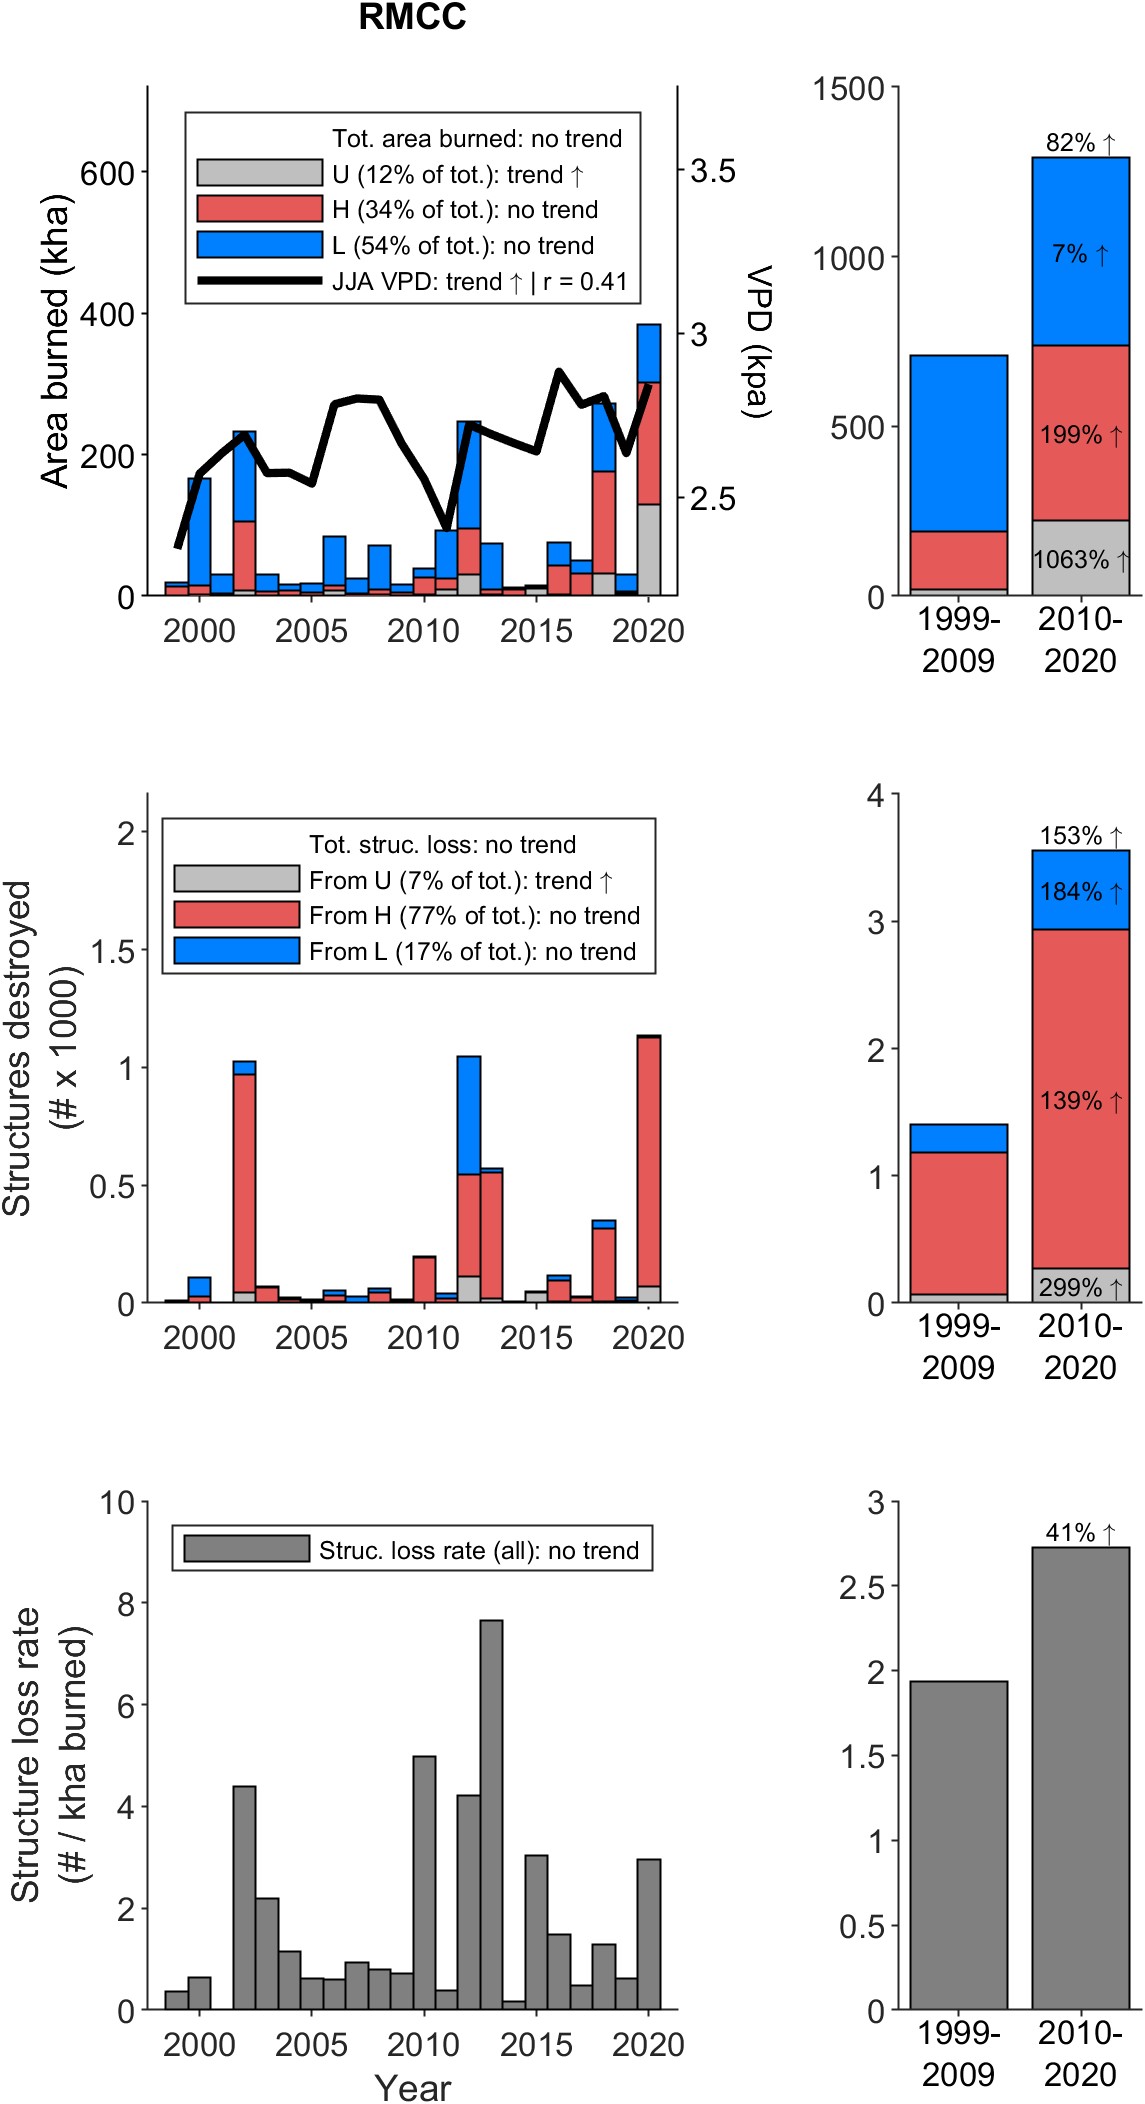 RMCC
Area burned (kha)
600
400
200
0
Tot. area burned: no trend
U (12% of tot.): trend ↑
H (34% of tot.): no trend
L (54% of tot.): no trend
JJA VPD: trend ↑ | r = 0.41
3.5
3
2.5
VPD (kpa)
2000 2005 2010 2015 2020
1500
1000
500
0
82% ↑
7% ↑
199% ↑
1063% ↑
1999-
2009
2010-
2020
Structures destroyed
(# x 1000)
2
1.5
1
0.5
0
Tot. struc. loss: no trend
From U (7% of tot.): trend ↑
From H (77% of tot.): no trend
From L (17% of tot.): no trend
2000 2005 2010 2015 2020
4
3
2
1
0
153% ↑
184% ↑
139% ↑
299% ↑
1999-
2009
2010-
2020
Structure loss rate
(# / kha burned)
10
8
6
4
2
0
Struc. loss rate (all): no trend
2000 2005 2010 2015 2020
Year
3
2.5
2
1.5
1
0.5
0
41% ↑
1999-
2009
2010-
2020